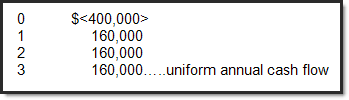 0 $<400,000>
1 160,000
2 160,000
3 160,000.....uniform annual cash flow